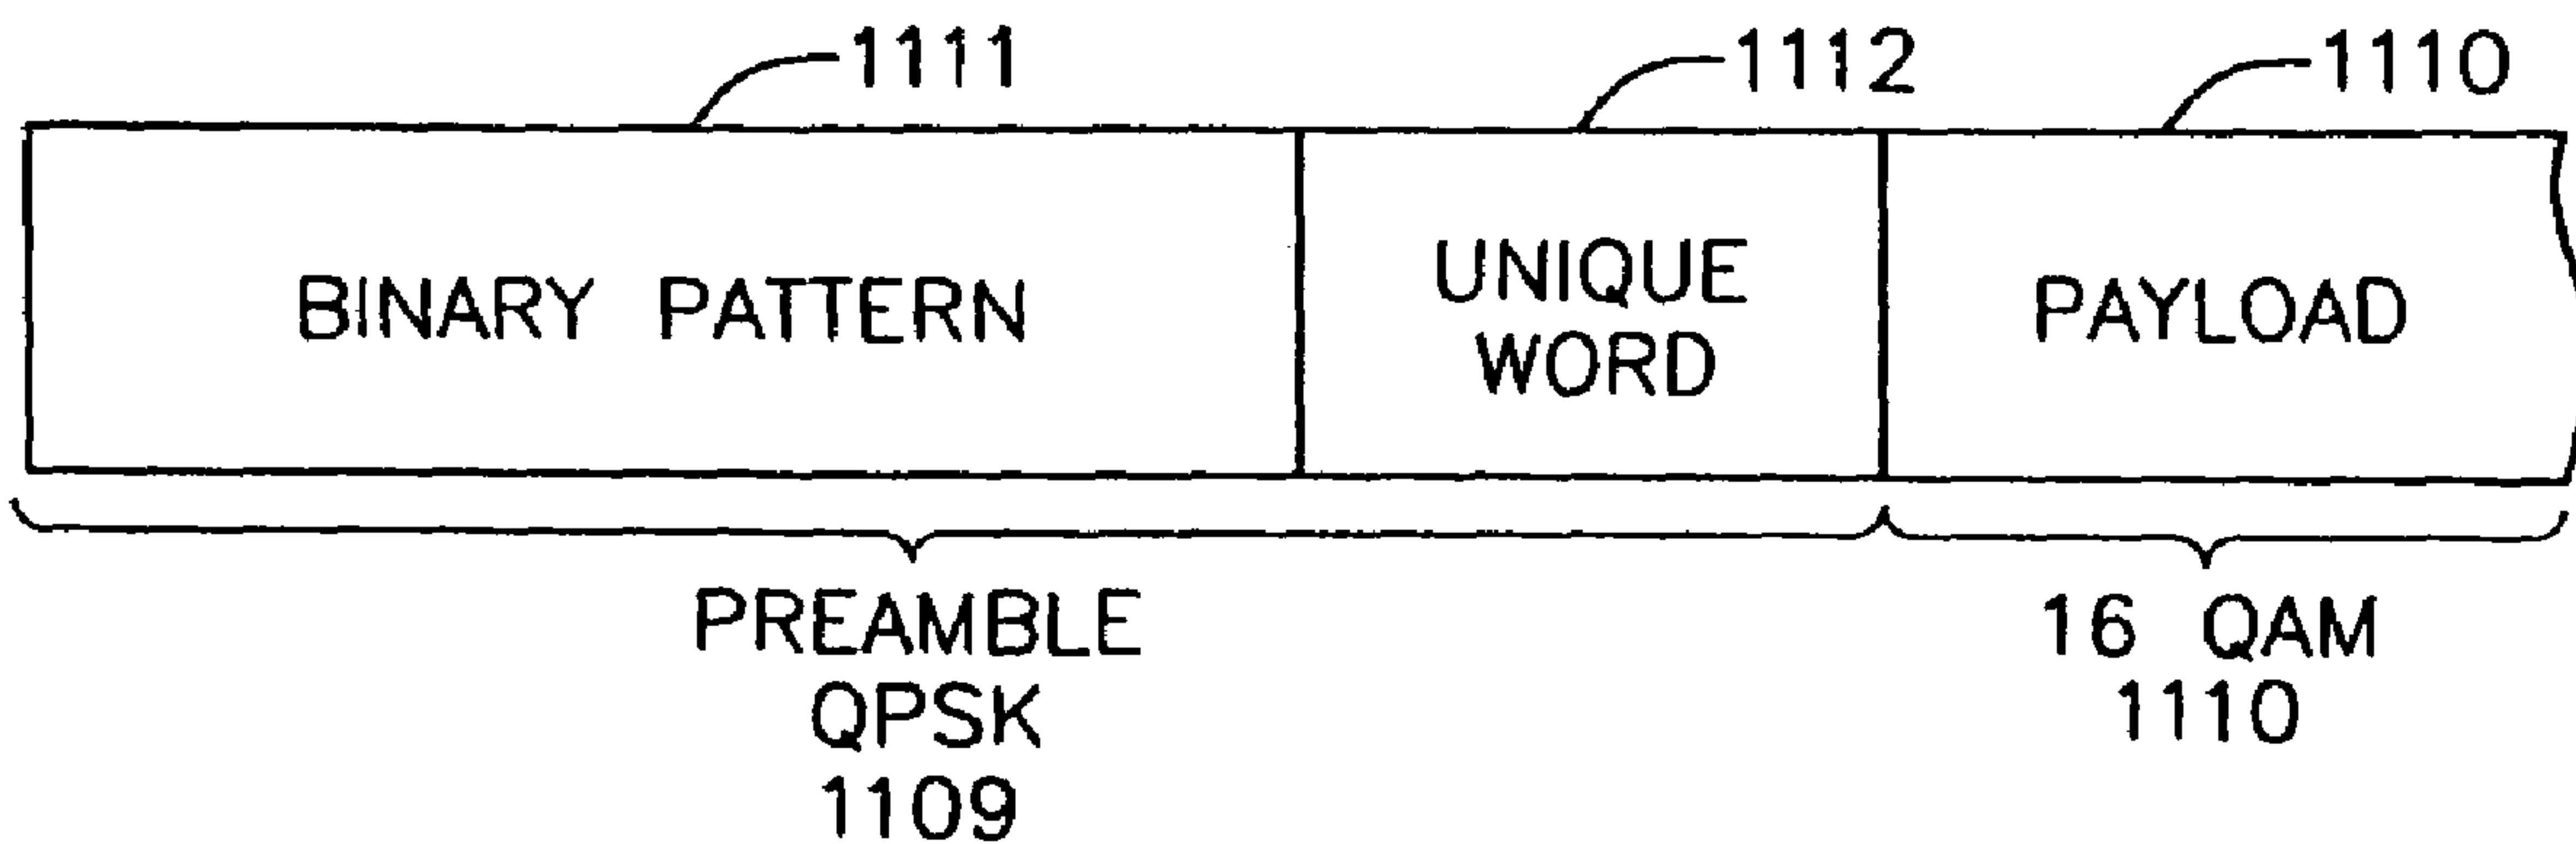 1111
1112
1110
BINARY PATTERN
UNIQUE
WORD
PAYLOAD
PREAMBLE
QPSK
1109
16 QAM
1110